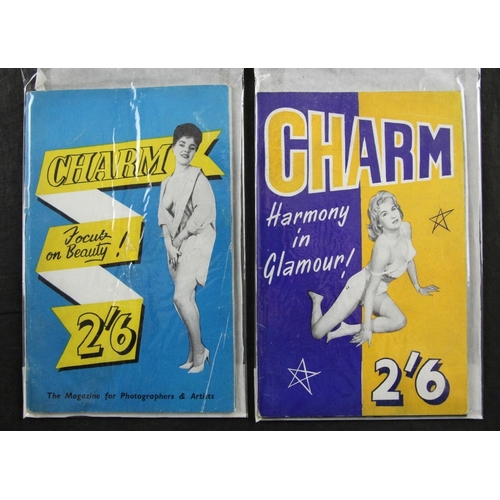 CHARM
Focus
on Beauty!
2'6
The Magazine for Photographers & Artists
CHARM
Harmony
in
Glamour!
2'6